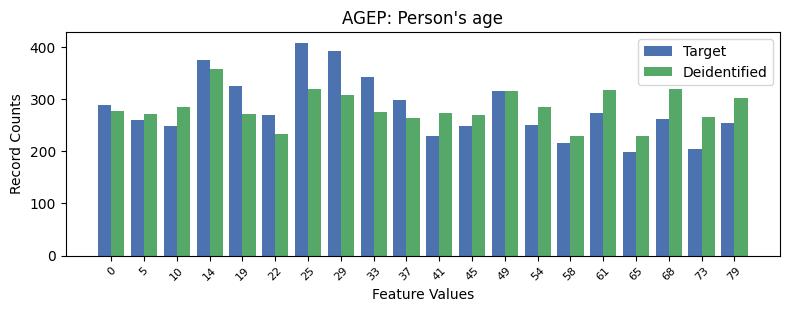 AGEP: Person's age
Target
Deidentified
Record Counts
400
300
200
100
0
0 5 10 14 19 22 25 29 33 37 41 45 49 54 58 61 65 68 73 79
Feature Values